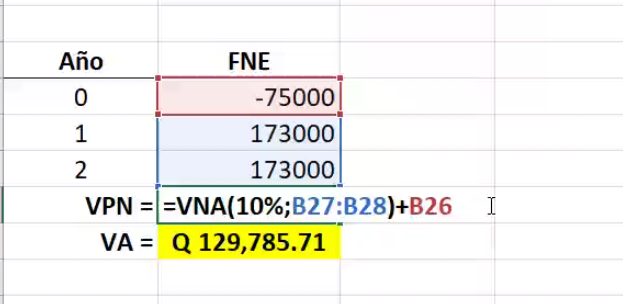 Año FNE
0 -75000
1 173000
2 173000
VPN = =VNA(10%;B27:B28)+B26
VA = Q 129,785.71